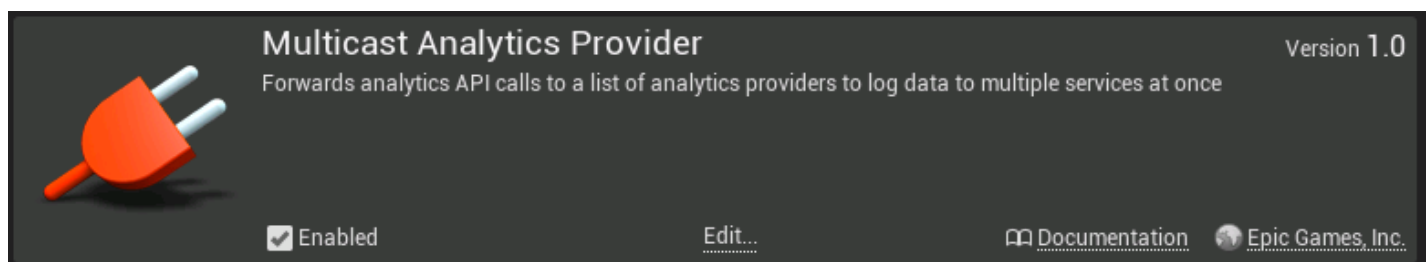 Multicast Analytics Provider
Version 1.0
Forwards analytics API calls to a list of analytics providers to log data to multiple services at once
Enabled
Edit...
Documentation
Epic Games, Inc.